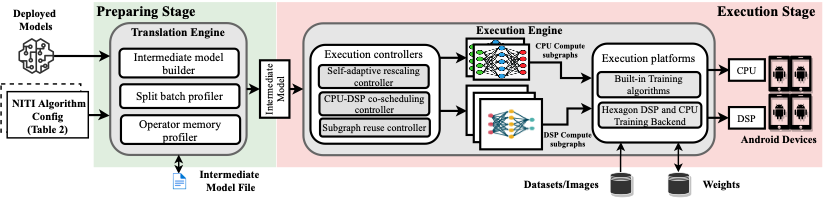 Deployed
Models
NITI Algorithm
Config
(Table 2)
Preparing Stage
Translation Engine
Intermediate model
builder
Split batch profiler
Operator memory
profiler
Intermediate
Model File
Intermediate
Model
Execution Stage
Execution Engine
Execution controllers
Self-adaptive rescaling
controller
CPU-DSP co-scheduling
controller
Subgraph reuse controller
CPU Compute
subgraphs
DSP Compute
subgraphs
Execution platforms
Built-in Training
algorithms
Hexagon DSP and CPU
Training Backend
CPU
DSP
Android Devices
Datasets/Images
Weights